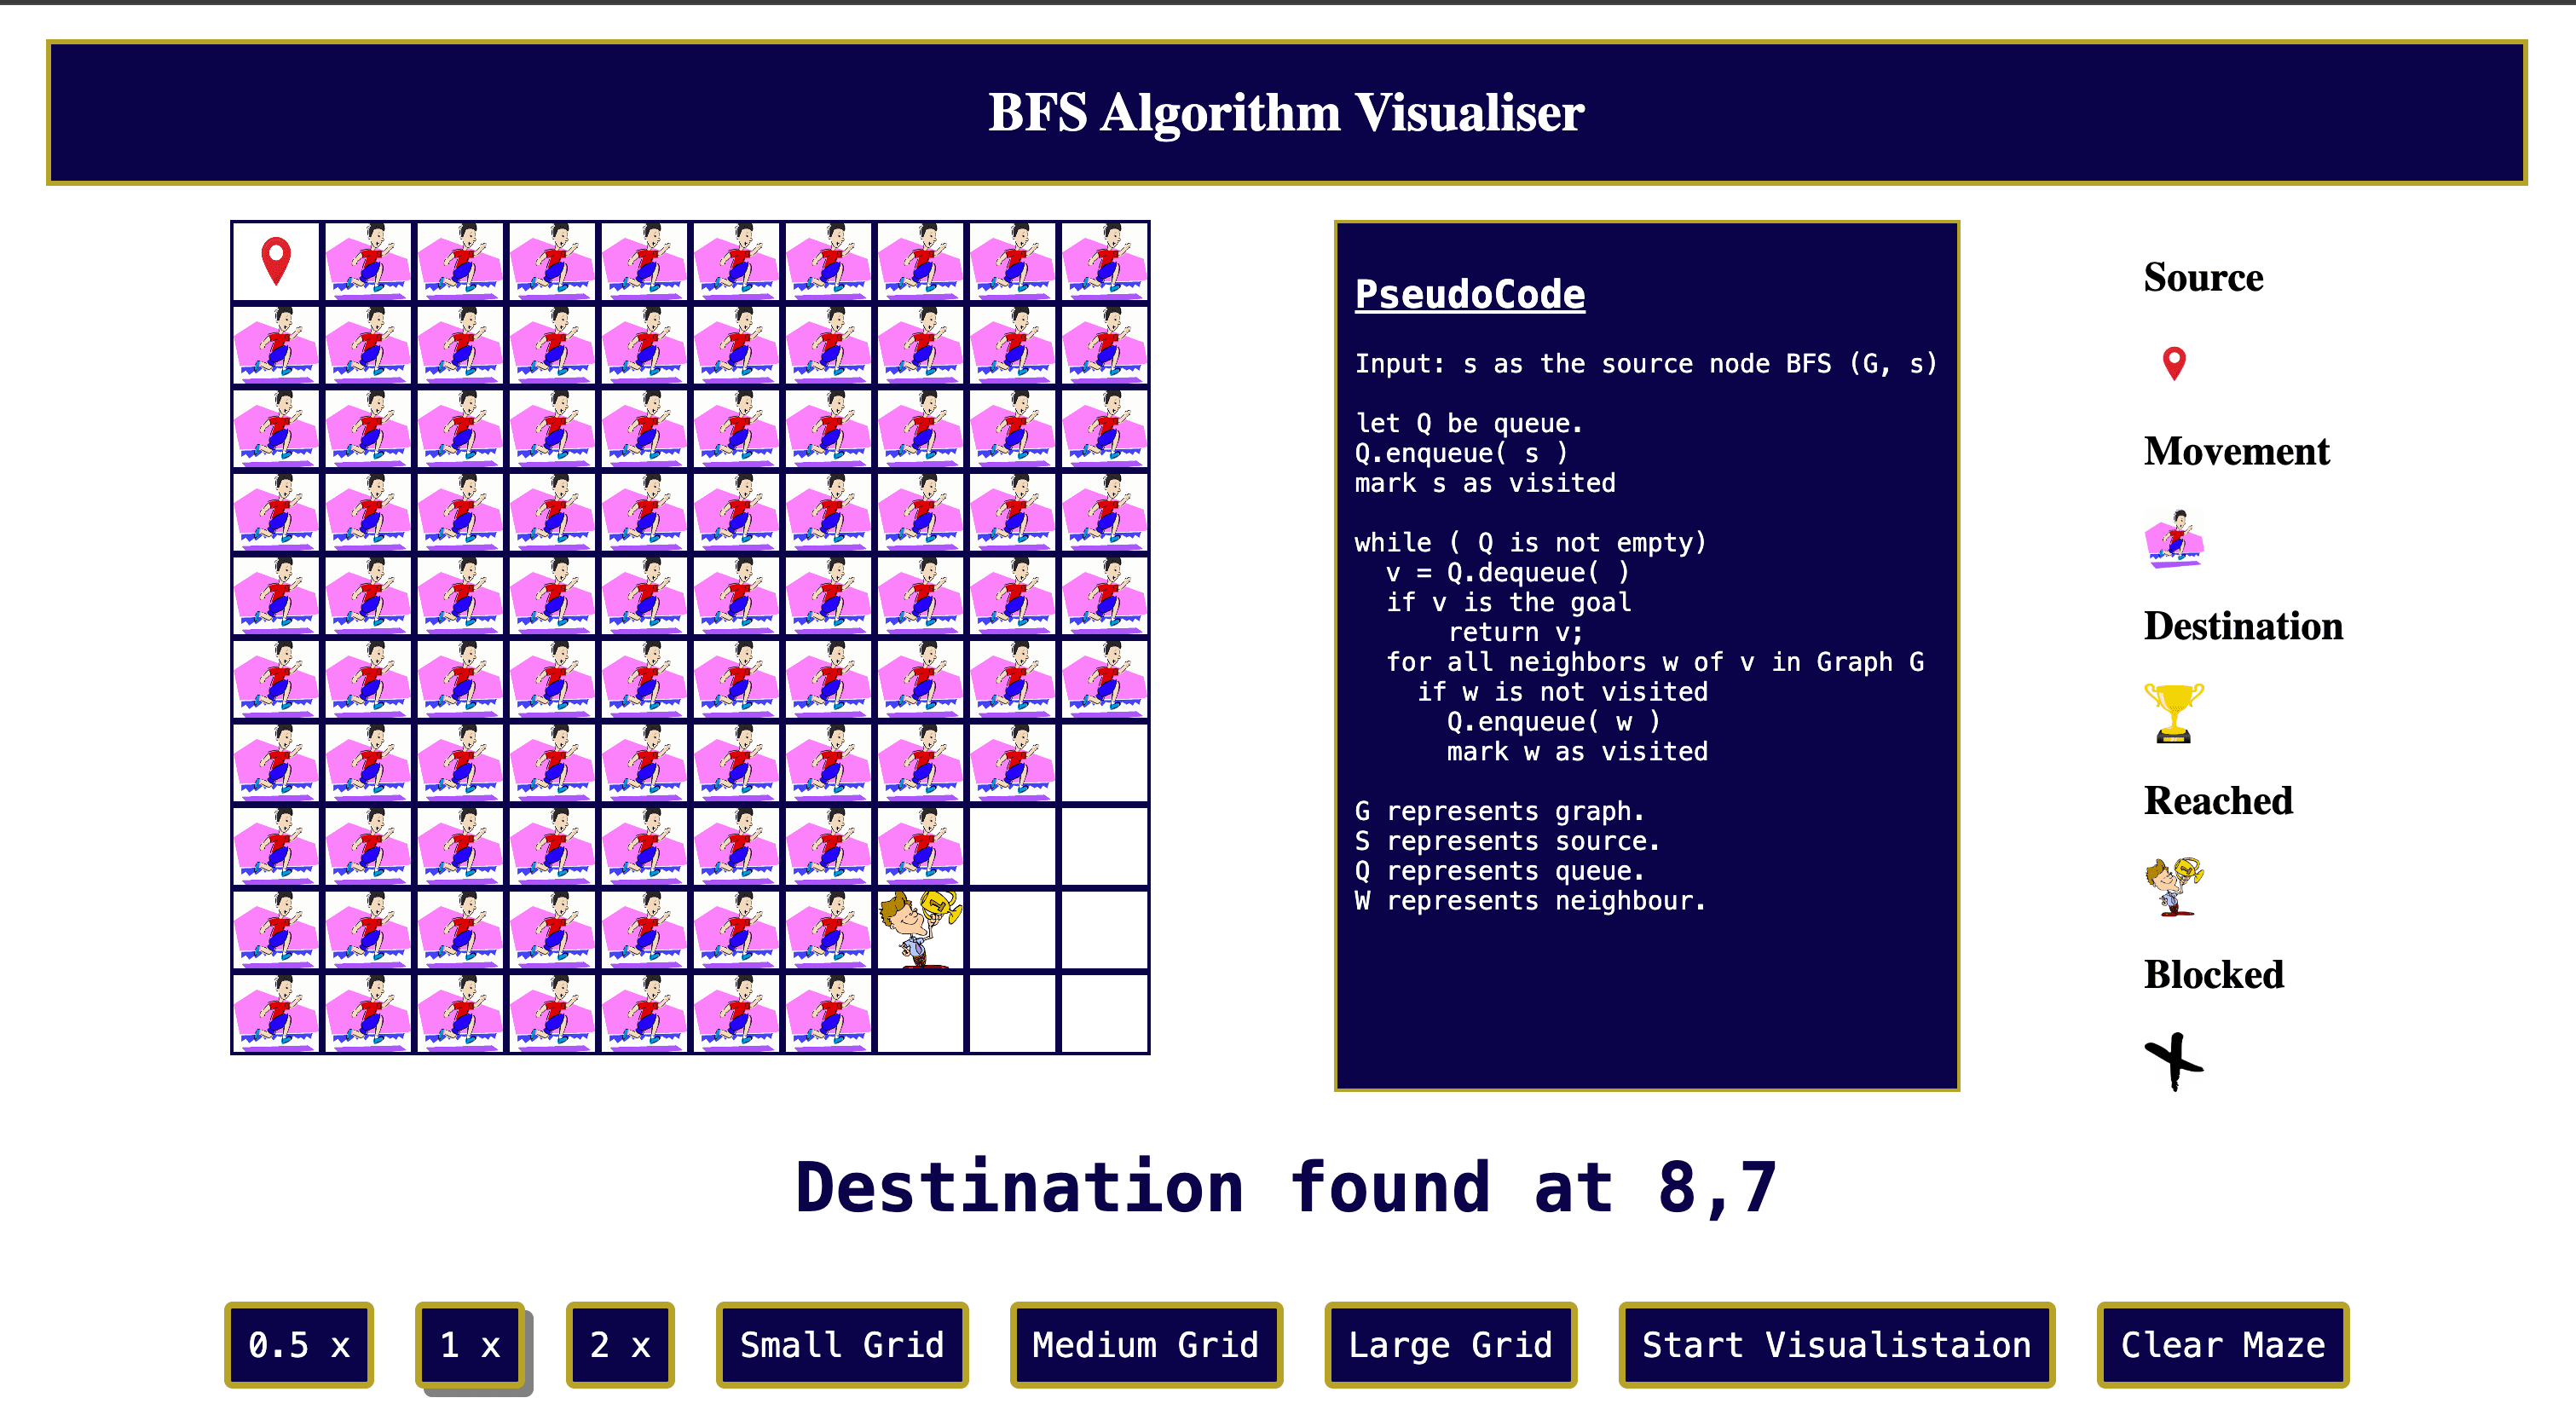 BFS Algorithm Visualiser
PseudoCode
Input: s as the source node BFS (G, s)
let Q be queue.
Q.enqueue( s )
mark s as visited
while ( Q is not empty)
v = Q.dequeue( )
if v is the goal
return v;
for all neighbors w of v in Graph G
if w is not visited
Q.enqueue( w )
mark w as visited
G represents graph.
S represents source.
Q represents queue.
W represents neighbour.
Source
Movement
Destination
Reached
Blocked
Destination found at 8,7
0.5 x
1 x
2 x
Small Grid
Medium Grid
Large Grid
Start Visualistaion
Clear Maze